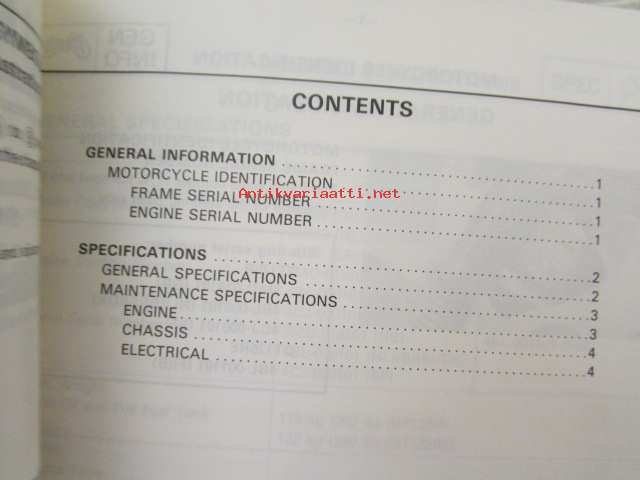 CONTENTS
GENERAL INFORMATION ........ 1
MOTORCYCLE IDENTIFICATION ........ 1
FRAME SERIAL NUMBER ........ 1
ENGINE SERIAL NUMBER ........ 1
Antikvariaatti.net
SPECIFICATIONS ........ 2
GENERAL SPECIFICATIONS ........ 2
MAINTENANCE SPECIFICATIONS ........ 3
ENGINE ........ 3
CHASSIS ........ 4
ELECTRICAL ........ 4